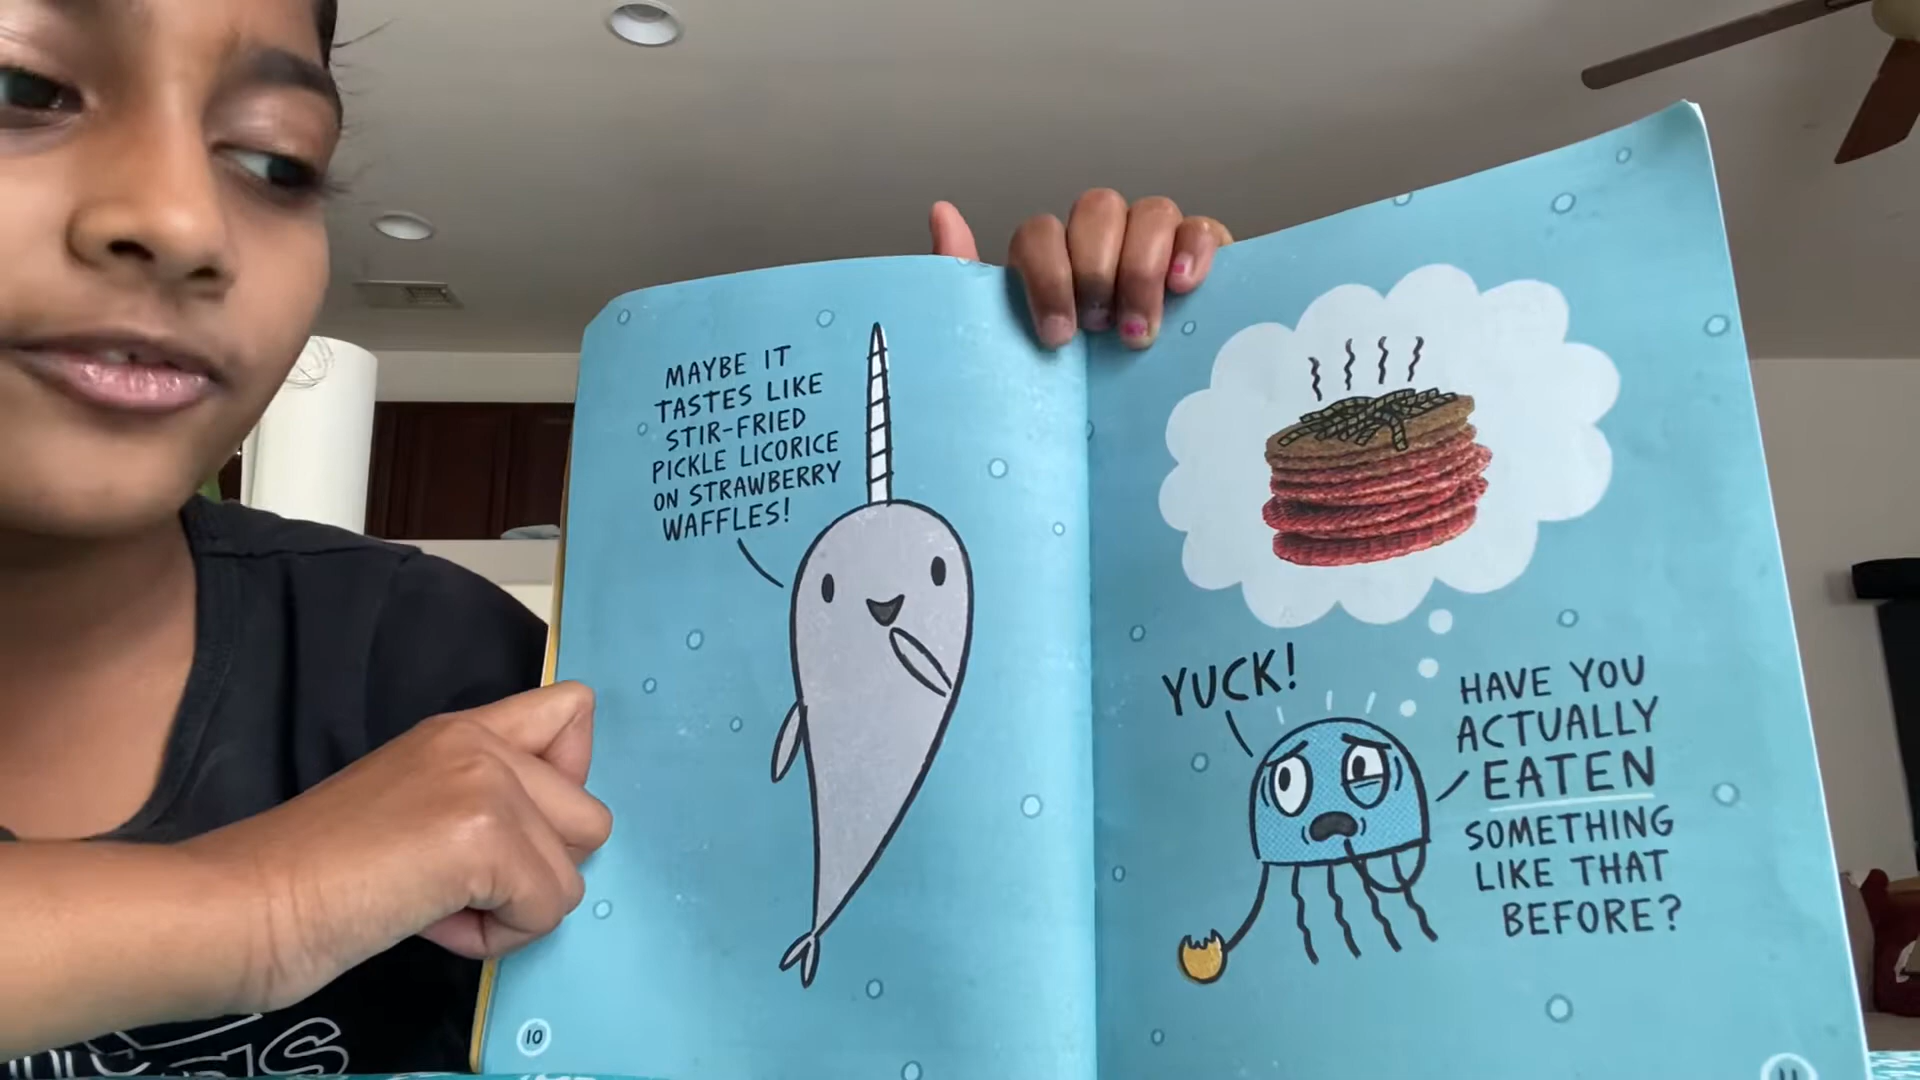 MAYBE IT
TASTES LIKE
STIR-FRIED
PICKLE LICORICE
ON STRAWBERRY
WAFFLES!
10
YUCK!
HAVE YOU
ACTUALLY
EATEN
SOMETHING
LIKE THAT
BEFORE?
11